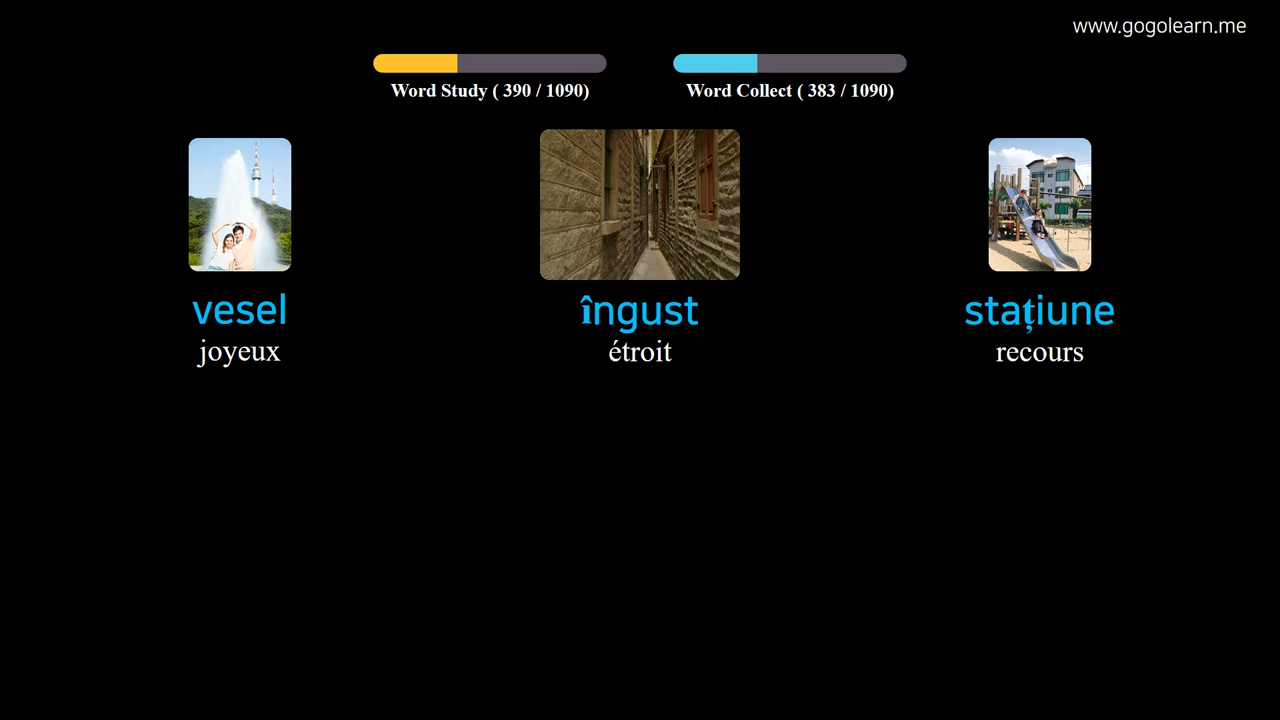 www.gogolearn.me
Word Study ( 390 / 1090)
Word Collect ( 383 / 1090)
vesel
joyeux
îngust
étroit
stațiune
recours